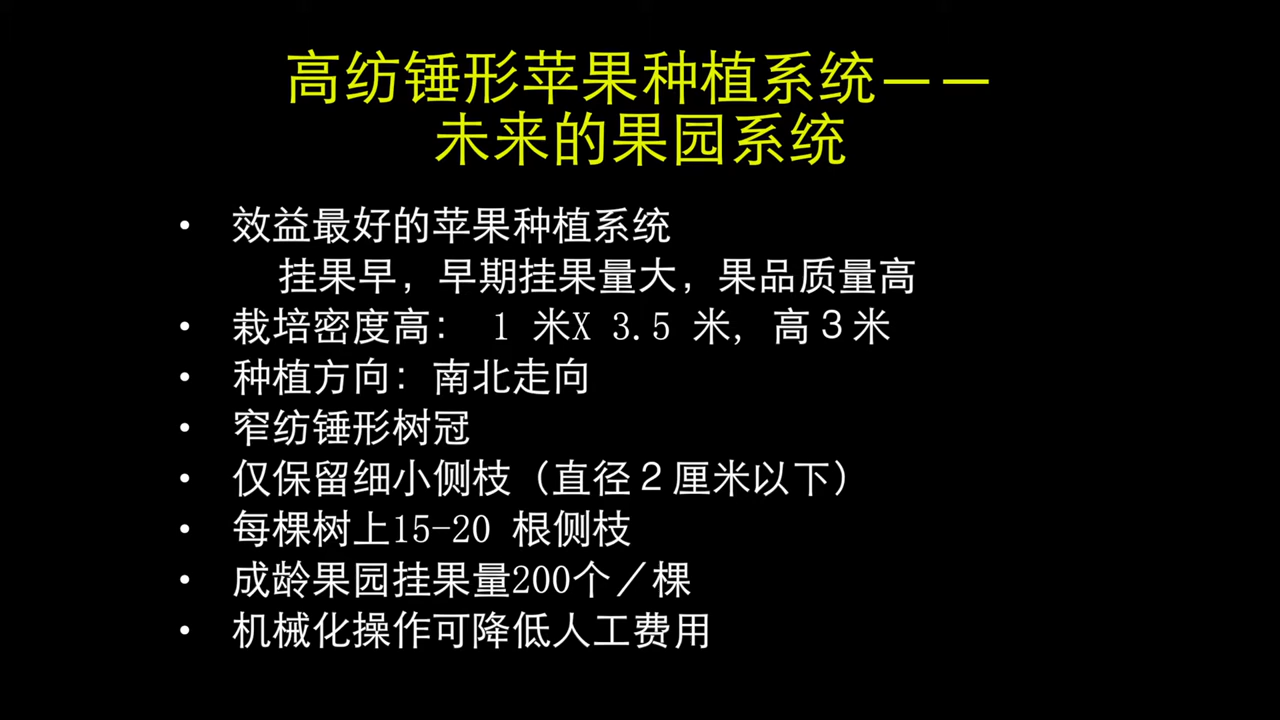 高纺锤形苹果种植系统——
未来的果园系统
• 效益最好的苹果种植系统
挂果早，早期挂果量大，果品质量高
• 栽培密度高： 1 米X 3.5 米, 高３米
• 种植方向：南北走向
• 窄纺锤形树冠
• 仅保留细小侧枝（直径２厘米以下）
• 每棵树上15-20 根侧枝
• 成龄果园挂果量200个／棵
• 机械化操作可降低人工费用